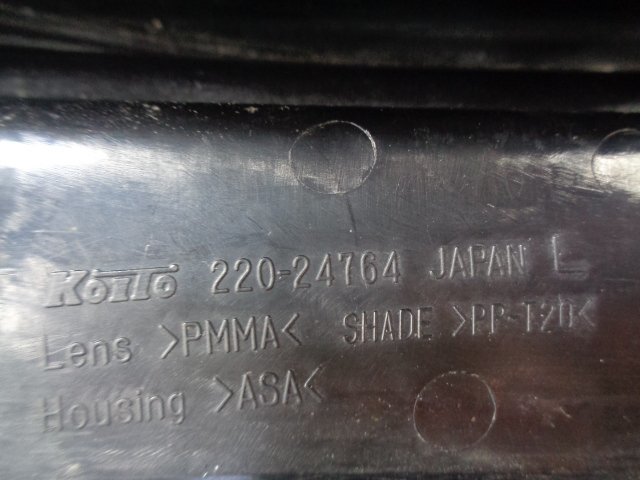 KOITO 220-24764 JAPAN L
Lens >PMMA< SHADE >PP-T20<
Housing >ASA<